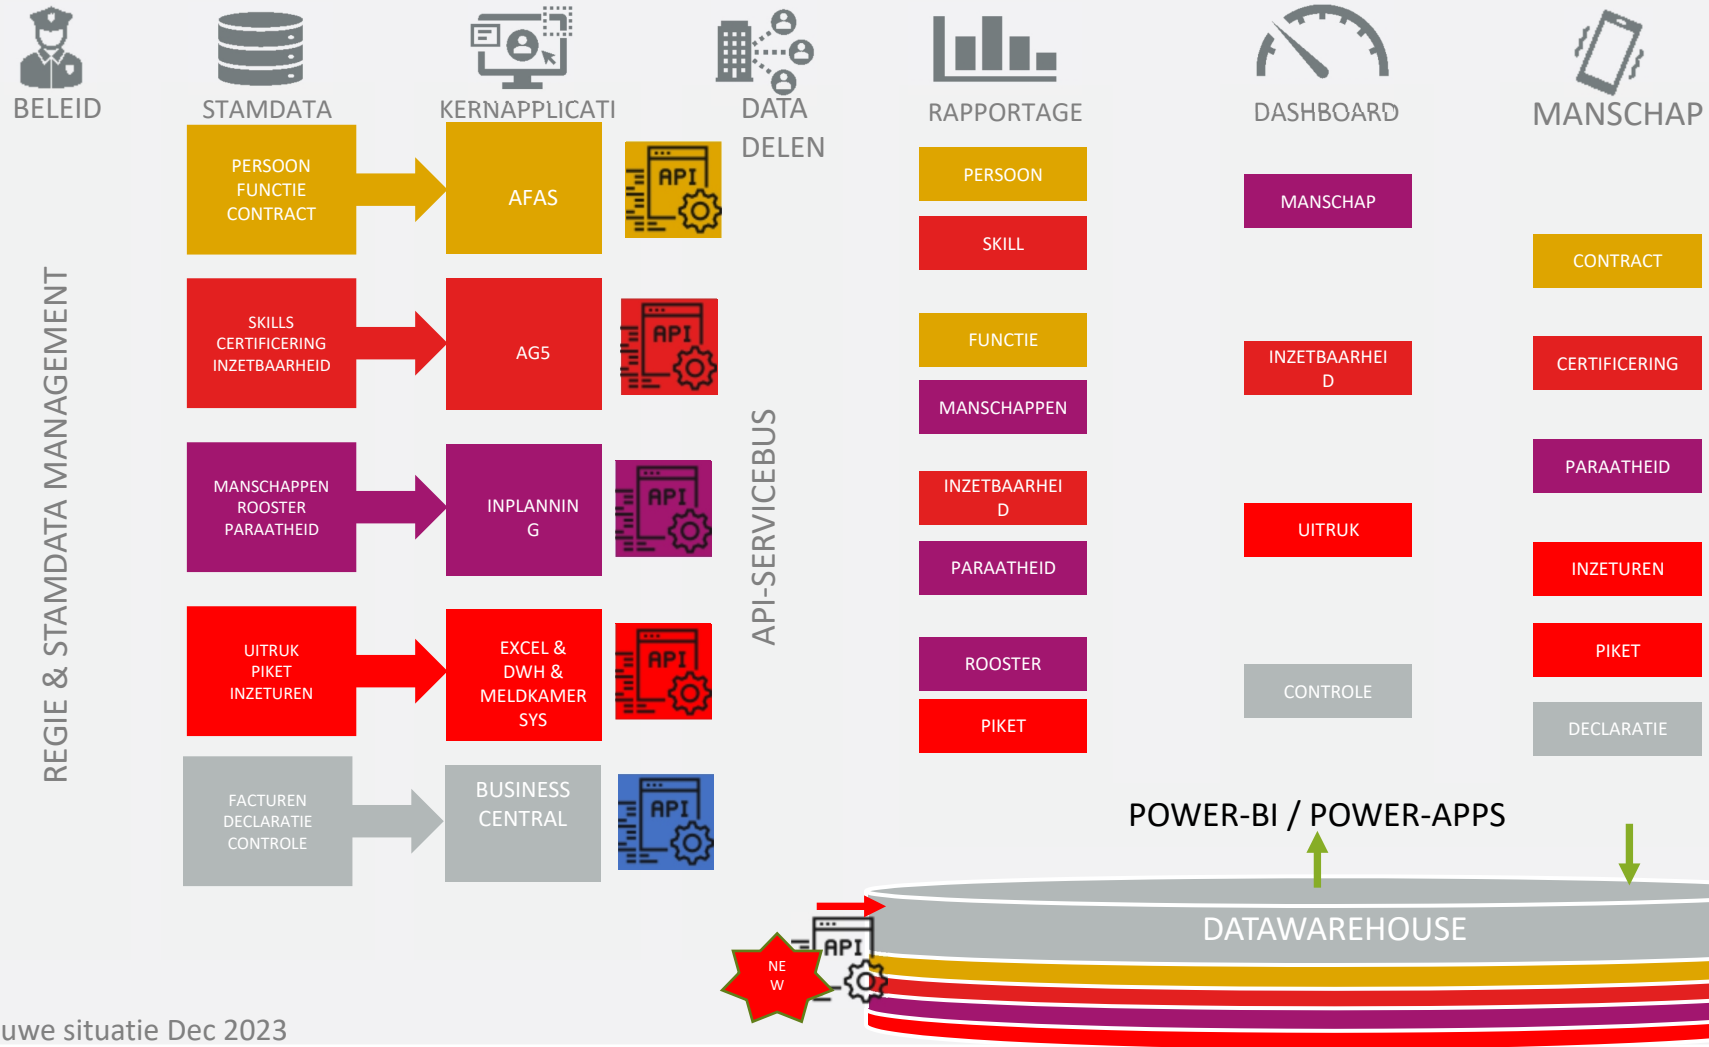 BELEID
STAMDATA
KERNAPPLICATI
DATA
DELEN
RAPPORTAGE
DASHBOARD
MANSCHAP
REGIE & STAMDATA MANAGEMENT
PERSOON
FUNCTIE
CONTRACT
AFAS
API
SKILLS
CERTIFICERING
INZETBAARHEID
AG5
API
MANSCHAPPEN
ROOSTER
PARAATHEID
INPLANNIN
G
API
UITRUK
PIKET
INZETUREN
EXCEL &
DWH &
MELDKAMER
SYS
API
FACTUREN
DECLARATIE
CONTROLE
BUSINESS
CENTRAL
API
API-SERVICEBUS
PERSOON
SKILL
FUNCTIE
MANSCHAPPEN
INZETBAARHEI
D
PARAATHEID
ROOSTER
PIKET
MANSCHAP
INZETBAARHEI
D
UITRUK
CONTROLE
CONTRACT
CERTIFICERING
PARAATHEID
INZETUREN
PIKET
DECLARATIE
POWER-BI / POWER-APPS
DATAWAREHOUSE
API
NE
W
uwe situatie Dec 2023